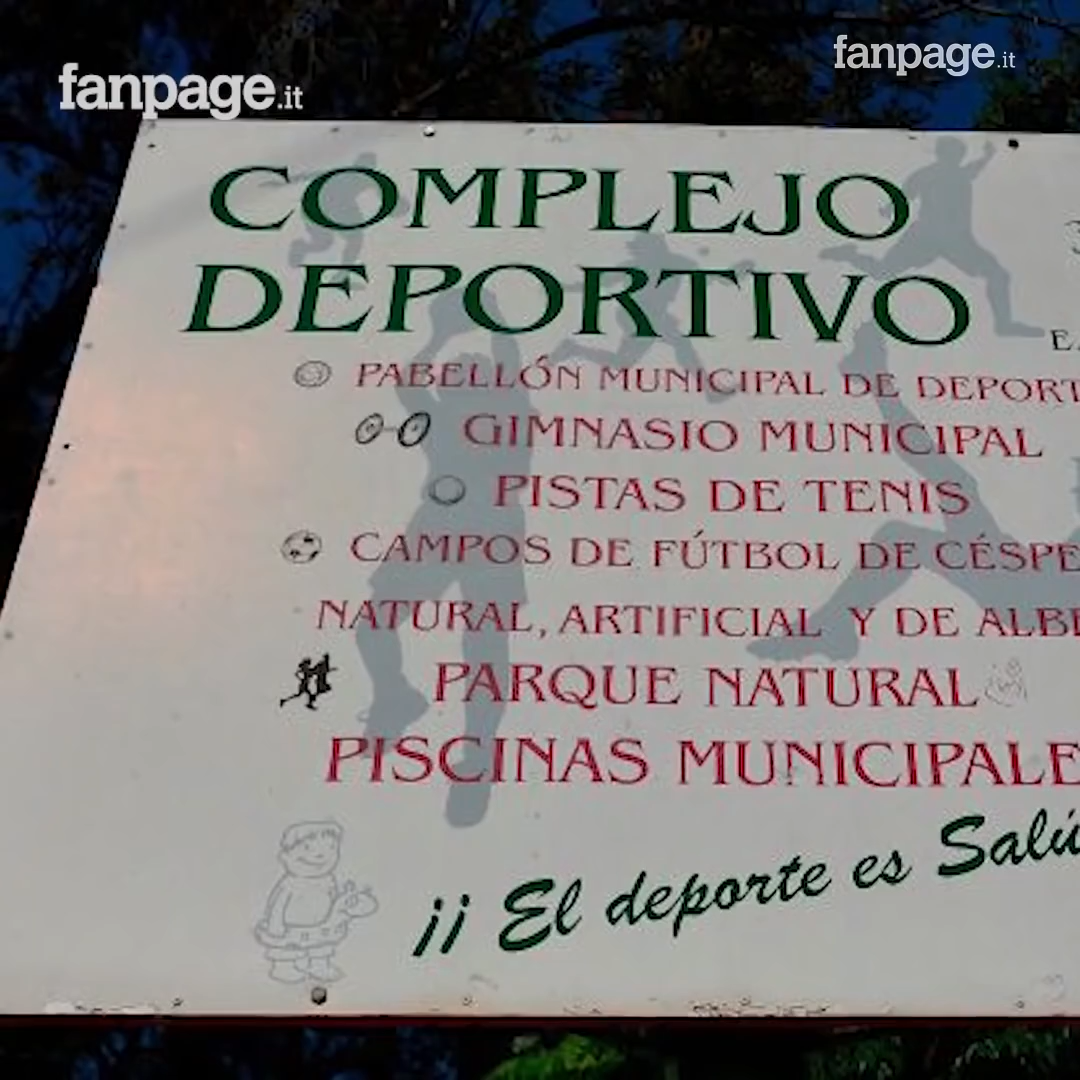 fanpage.it
fanpage.it
COMPLEJO
DEPORTIVO
PABELLÓN MUNICIPAL DE DEPORT
GIMNASIO MUNICIPAL
PISTAS DE TENIS
CAMPOS DE FÚTBOL DE CÉSPE
NATURAL, ARTIFICIAL Y DE ALBE
PARQUE NATURAL
PISCINAS MUNICIPALE
¡¡ El deporte es Salú